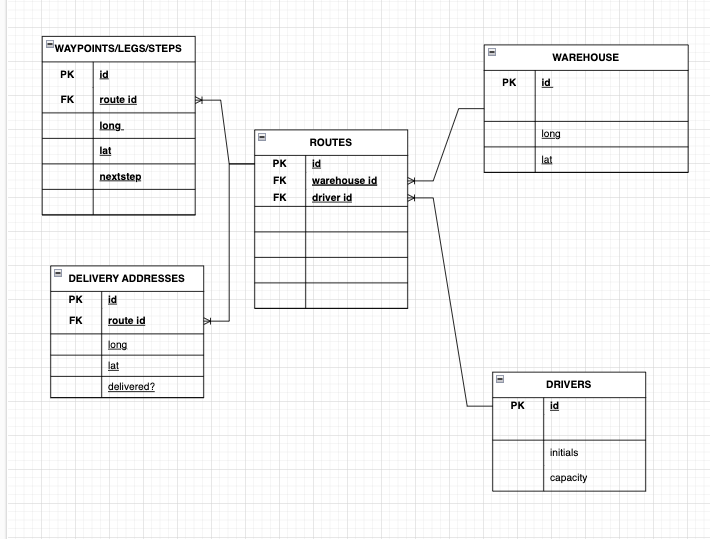 WAYPOINTS/LEGS/STEPS
PK id
FK route id
long
lat
nextstep
ROUTES
PK id
FK warehouse id
FK driver id
WAREHOUSE
PK id
long
lat
DELIVERY ADDRESSES
PK id
FK route id
long
lat
delivered?
DRIVERS
PK id
initials
capacity